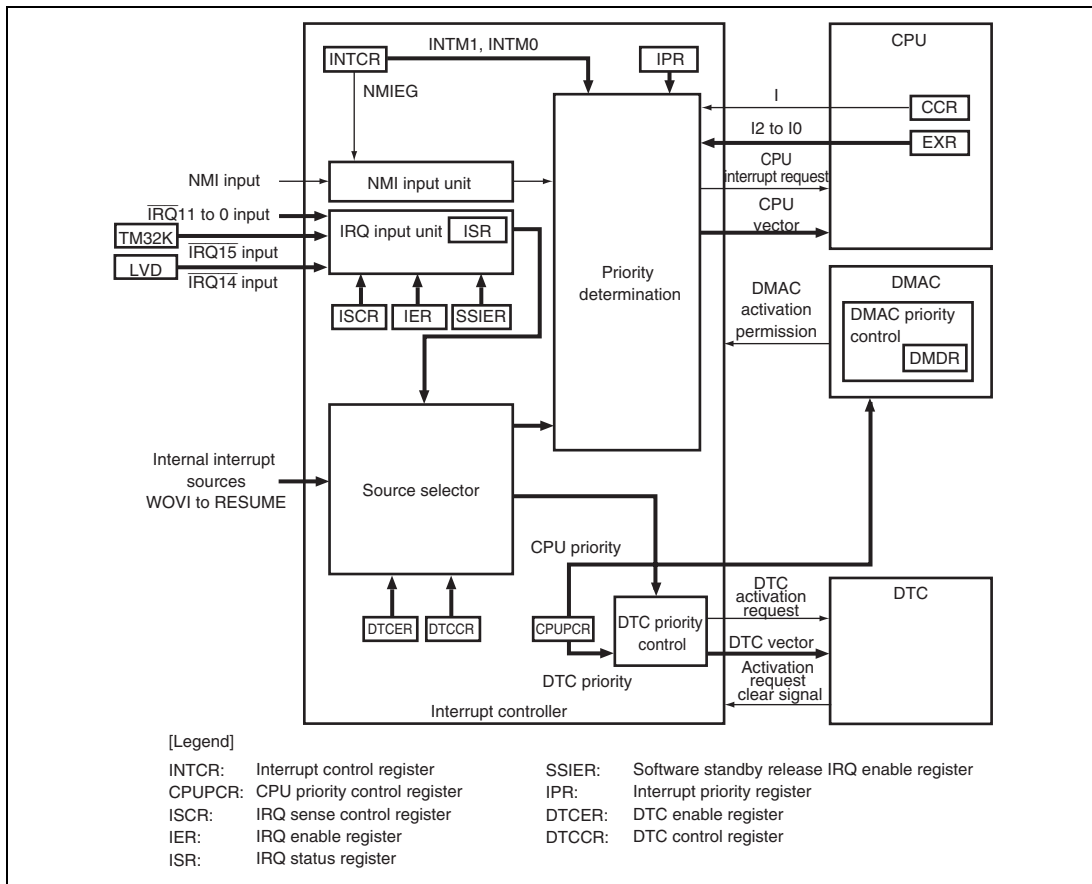 INTCR
INTM1, INTM0
IPR
CPU
NMIEG
I
CCR
I2 to I0
EXR
NMI input
NMI input unit
CPU
interrupt request
IRQ11 to 0 input
IRQ input unit
ISR
CPU
vector
TM32K
IRQ15 input
LVD
IRQ14 input
Priority
determination
ISCR
IER
SSIER
DMAC
activation
permission
DMAC
DMAC priority
control
DMDR
Internal interrupt
sources
WOVI to RESUME
Source selector
CPU priority
DTCER
DTCCR
CPUPCR
DTC priority
control
DTC priority
DTC
activation
request
DTC vector
Activation
request
clear signal
DTC
Interrupt controller
[Legend]
INTCR: Interrupt control register
CPUPCR: CPU priority control register
ISCR: IRQ sense control register
IER: IRQ enable register
ISR: IRQ status register
SSIER: Software standby release IRQ enable register
IPR: Interrupt priority register
DTCER: DTC enable register
DTCCR: DTC control register